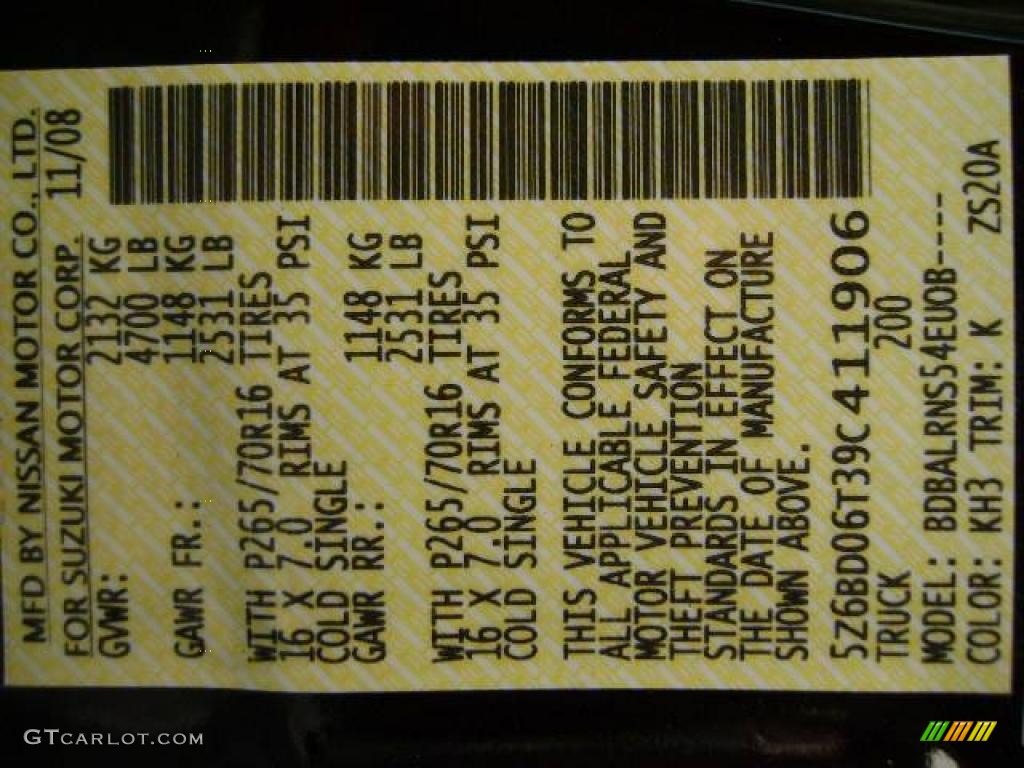 MFD BY NISSAN MOTOR CO., LTD.
FOR SUZUKI MOTOR CORP. 11/08
GVWR: 2132 KG
4700 LB
GAWR FR.: 1148 KG
2531 LB
WITH P265/70R16 TIRES
16 X 7.0 RIMS AT 35 PSI
COLD SINGLE
GAWR RR.: 1148 KG
2531 LB
WITH P265/70R16 TIRES
16 X 7.0 RIMS AT 35 PSI
COLD SINGLE
THIS VEHICLE CONFORMS TO
ALL APPLICABLE FEDERAL
MOTOR VEHICLE SAFETY AND
THEFT PREVENTION
STANDARDS IN EFFECT ON
THE DATE OF MANUFACTURE
SHOWN ABOVE.
5Z6BD06T39C411906
TRUCK 200
MODEL: BDBALRNS54EUOB----
COLOR: KH3 TRIM: K ZS20A
GTCARLOT.COM